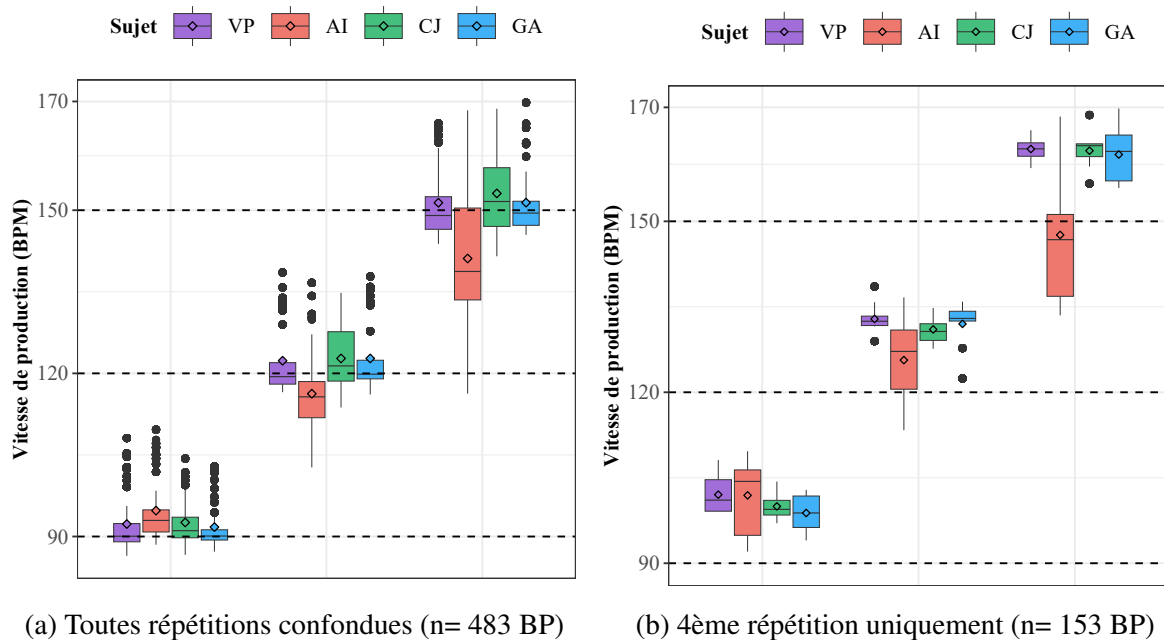 Sujet VP AI CJ GA
Vitesse de production (BPM)
170
150
120
90
(a) Toutes répétitions confondues (n= 483 BP)
Sujet VP AI CJ GA
Vitesse de production (BPM)
170
150
120
90
(b) 4ème répétition uniquement (n= 153 BP)